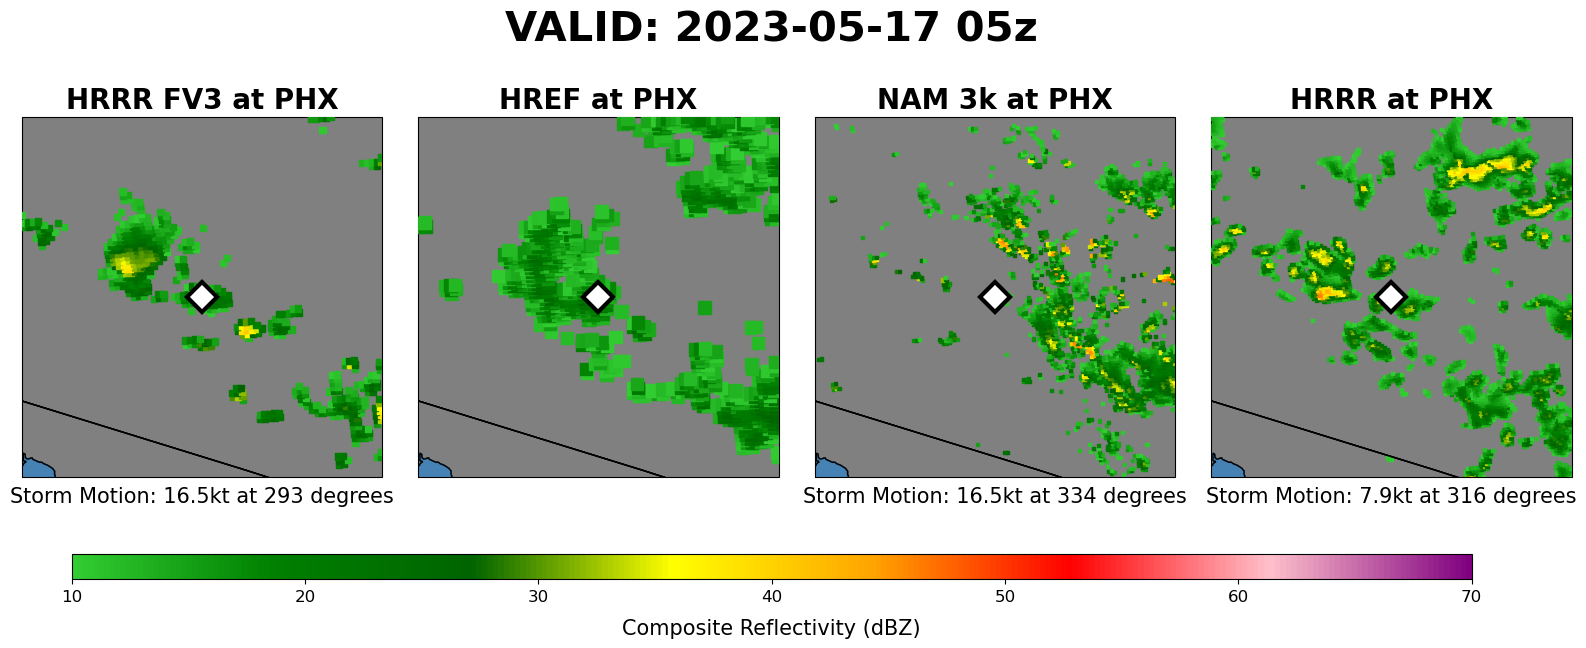 VALID: 2023-05-17 05z
HRRR FV3 at PHX
HREF at PHX
NAM 3k at PHX
HRRR at PHX
Storm Motion: 16.5kt at 293 degrees
Storm Motion: 16.5kt at 334 degrees
Storm Motion: 7.9kt at 316 degrees
10 20 30 40 50 60 70
Composite Reflectivity (dBZ)